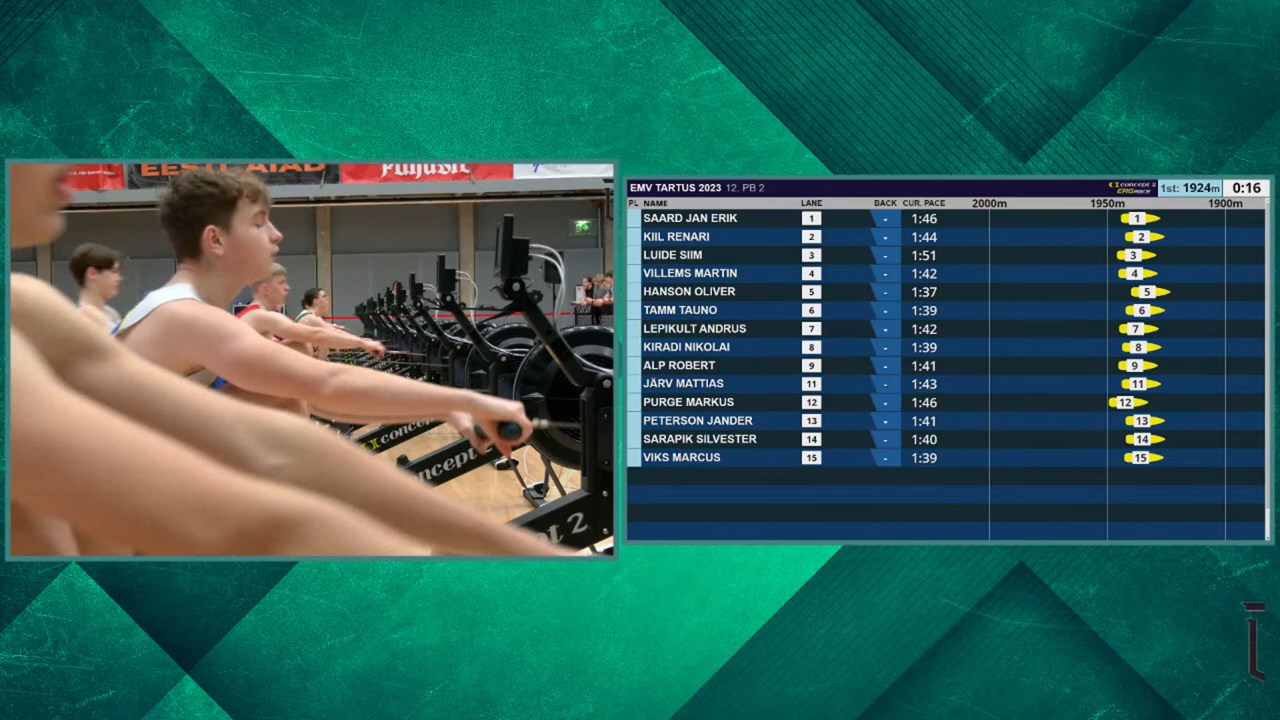 EESTI AIAD
concept 2
EMV TARTUS 2023 12. PB 2
concept 2
ERGRACE
1st: 1924m
0:16
PL NAME LANE BACK CUR. PACE 2000m 1950m 1900m
SAARD JAN ERIK 1 - 1:46 1
KIIL RENARI 2 - 1:44 2
LUIDE SIIM 3 - 1:51 3
VILLEMS MARTIN 4 - 1:42 4
HANSON OLIVER 5 - 1:37 5
TAMM TAUNO 6 - 1:39 6
LEPIKULT ANDRUS 7 - 1:42 7
KIRADI NIKOLAI 8 - 1:39 8
ALP ROBERT 9 - 1:41 9
JÄRV MATTIAS 11 - 1:43 11
PURGE MARKUS 12 - 1:46 12
PETERSON JANDER 13 - 1:41 13
SARAPIK SILVESTER 14 - 1:40 14
VIKS MARCUS 15 - 1:39 15